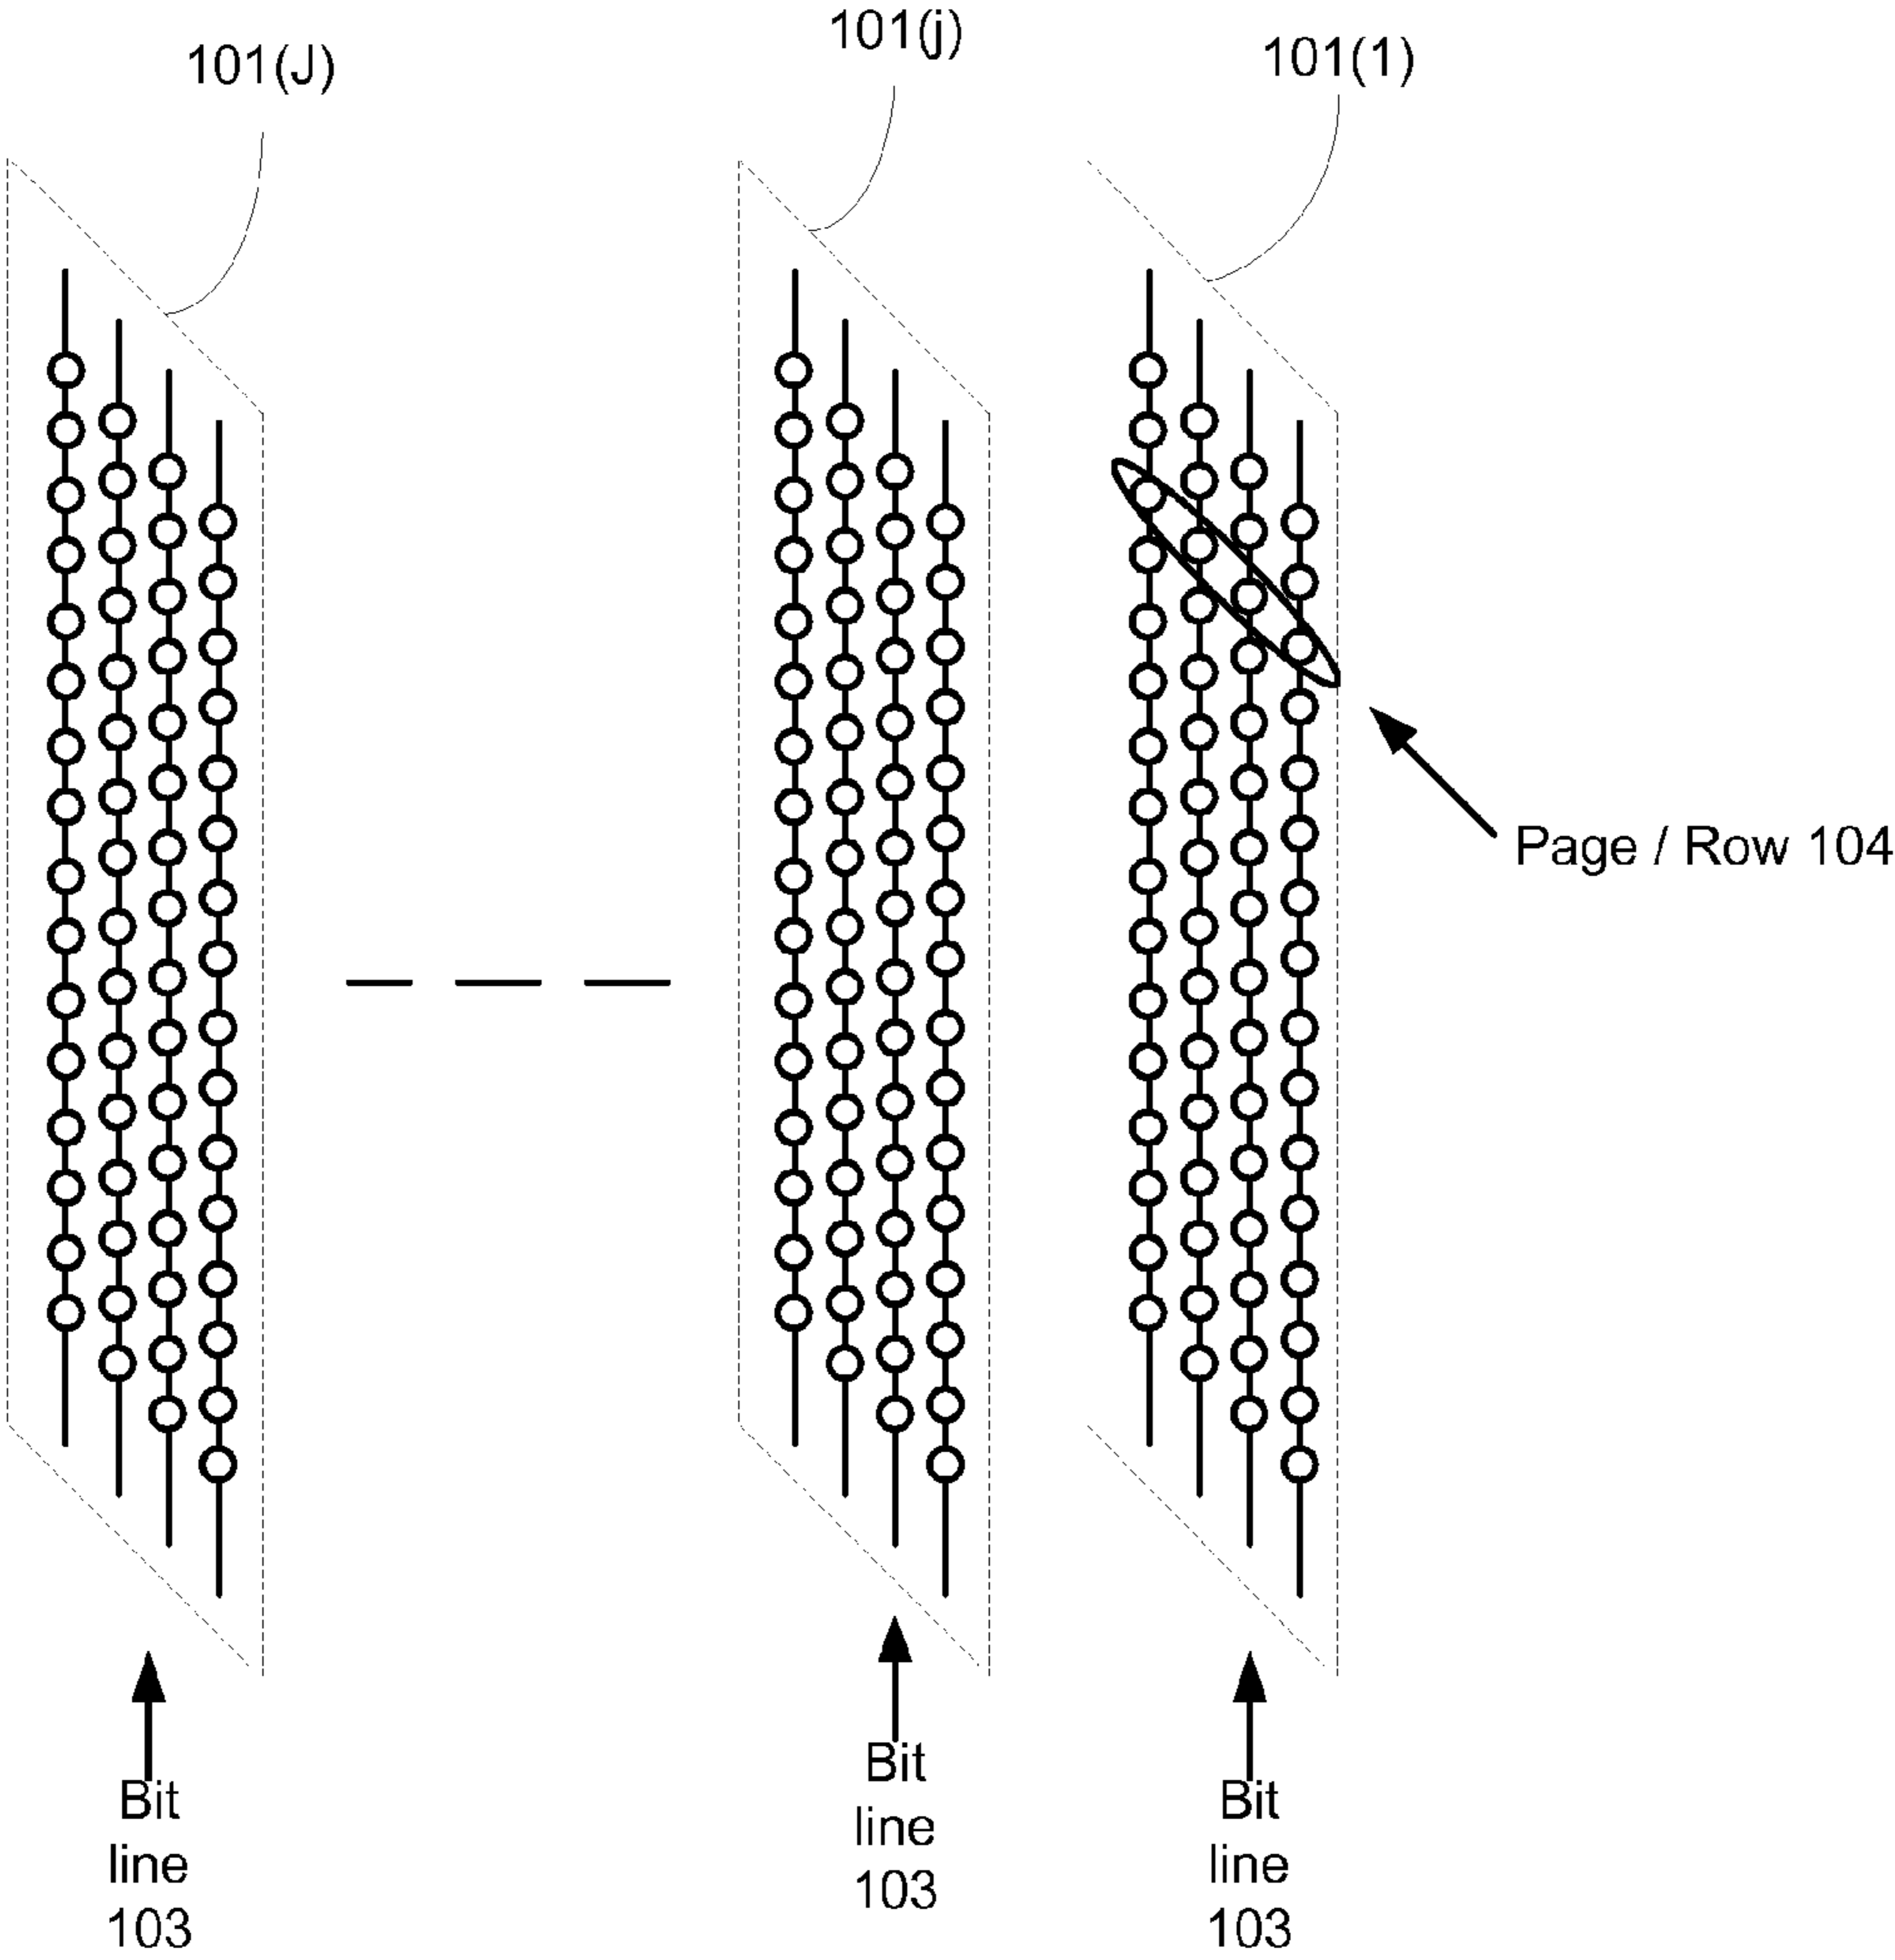 101(J)
101(j)
101(1)
Page / Row 104
Bit
line
103
Bit
line
103
Bit
line
103